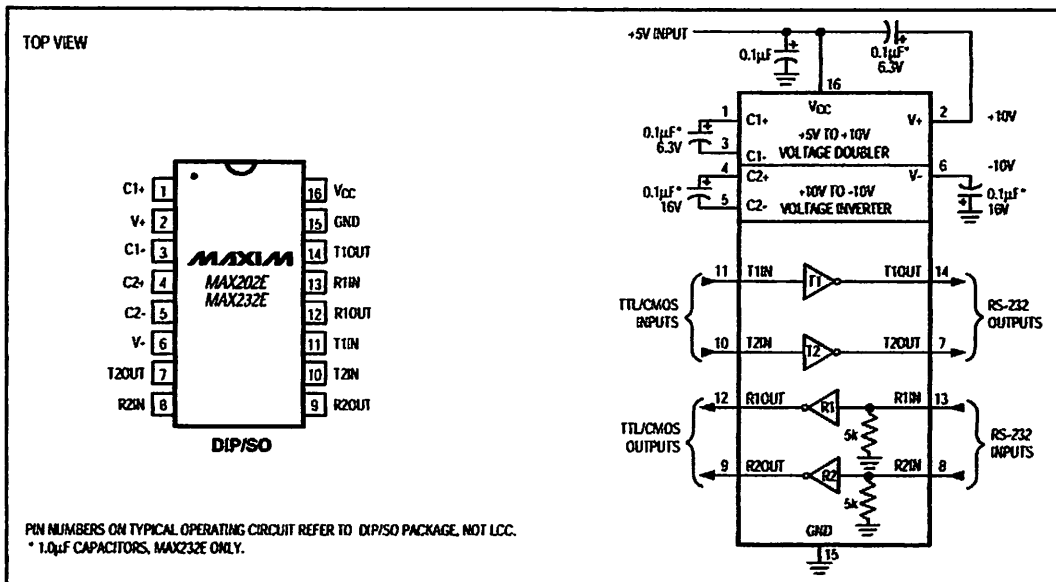 TOP VIEW
C1+ 1
V+ 2
C1- 3
C2+ 4
C2- 5
V- 6
T2OUT 7
R2IN 8
16 VCC
15 GND
14 T1OUT
13 R1IN
12 R1OUT
11 T1IN
10 T2IN
9 R2OUT
MAXIM
MAX202E
MAX232E
DIP/SO
+5V INPUT
0.1µF
0.1µF*
6.3V
16
VCC
1 C1+
0.1µF*
6.3V
3 C1-
+5V TO +10V
VOLTAGE DOUBLER
V+ 2 +10V
4 C2+
0.1µF*
16V
5 C2-
+10V TO -10V
VOLTAGE INVERTER
V- 6 -10V
0.1µF*
16V
TTL/CMOS
INPUTS
11 T1IN T1 T1OUT 14
10 T2IN T2 T2OUT 7
RS-232
OUTPUTS
TTL/CMOS
OUTPUTS
12 R1OUT R1 R1IN 13
5k
9 R2OUT R2 R2IN 8
5k
RS-232
INPUTS
GND
15
PIN NUMBERS ON TYPICAL OPERATING CIRCUIT REFER TO DIP/SO PACKAGE, NOT LCC.
* 1.0µF CAPACITORS, MAX232E ONLY.